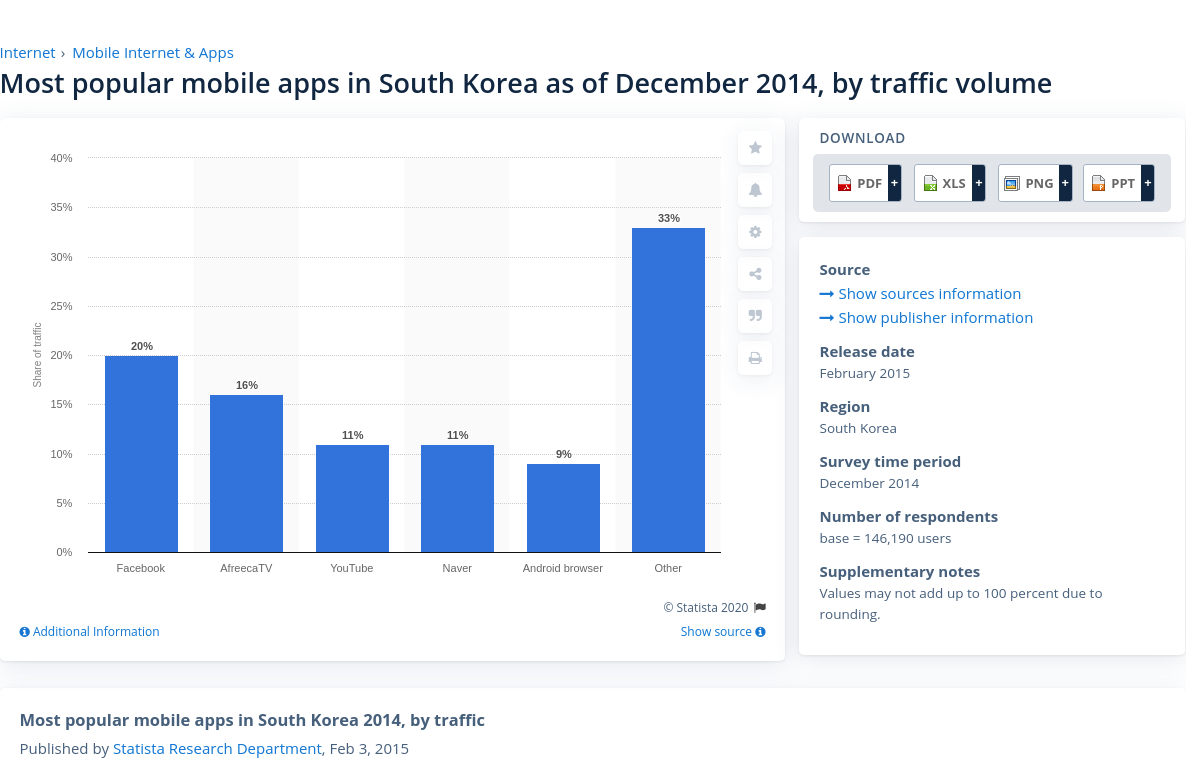 Internet › Mobile Internet & Apps
Most popular mobile apps in South Korea as of December 2014, by traffic volume
40%
35%
30%
25%
20%
15%
10%
5%
0%
Share of traffic
20%
16%
11%
11%
9%
33%
Facebook
AfreecaTV
YouTube
Naver
Android browser
Other
© Statista 2020
Additional Information
Show source
DOWNLOAD
PDF +
XLS +
PNG +
PPT +
Source
Show sources information
Show publisher information
Release date
February 2015
Region
South Korea
Survey time period
December 2014
Number of respondents
base = 146,190 users
Supplementary notes
Values may not add up to 100 percent due to
rounding.
Most popular mobile apps in South Korea 2014, by traffic
Published by Statista Research Department, Feb 3, 2015